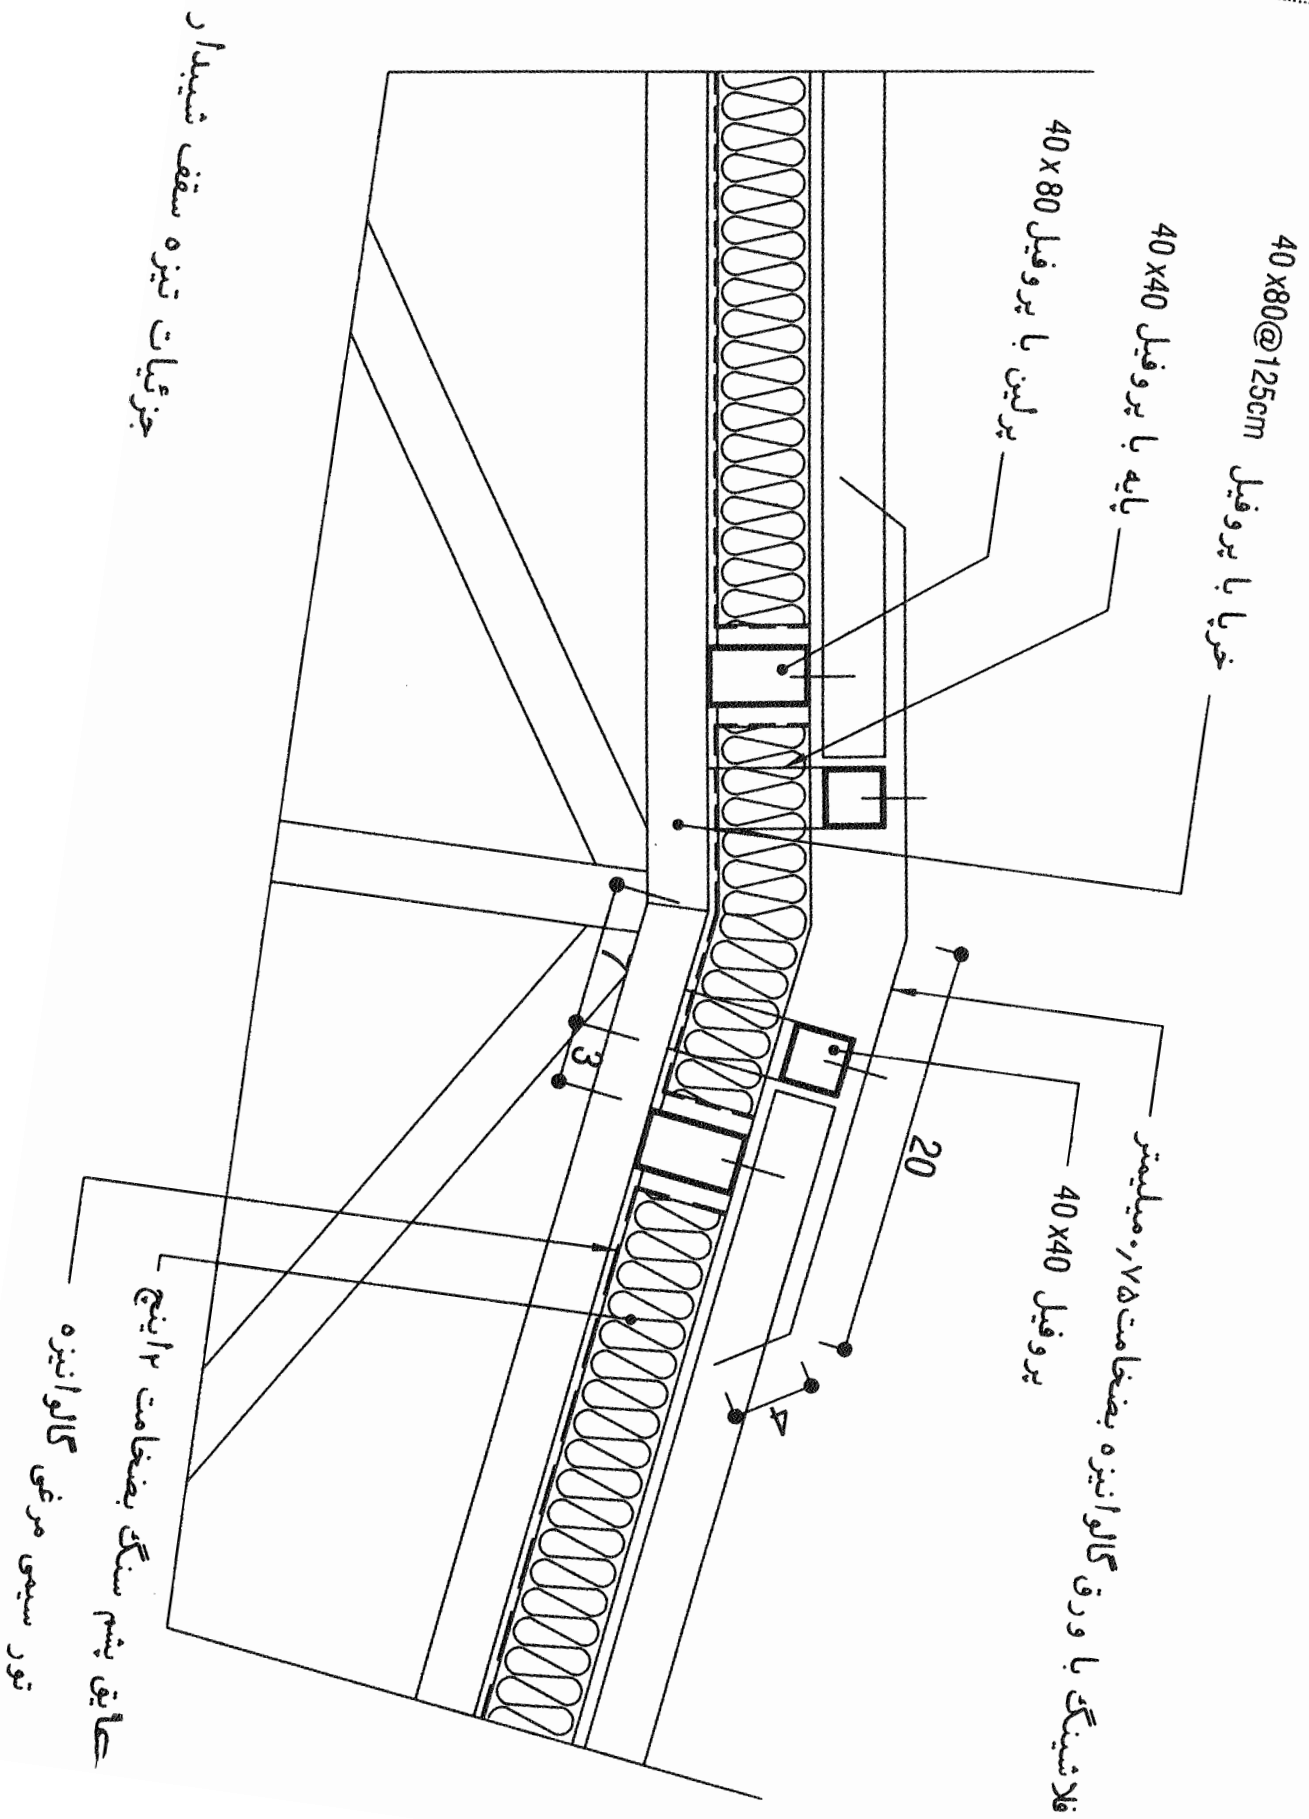 خرپا با پروفیل 40x80@125cm
پایه با پروفیل 40x40
پرلین با پروفیل 40x80
فلاشینگ با ورق گالوانیزه بضخامت ۰٫۷۵ میلیمتر
پروفیل 40x40
20
4
3
عایق پشم سنگ بضخامت ۲ اینچ
تور سیمی مرغی گالوانیزه
جزئیات تیزه سقف شیبدار